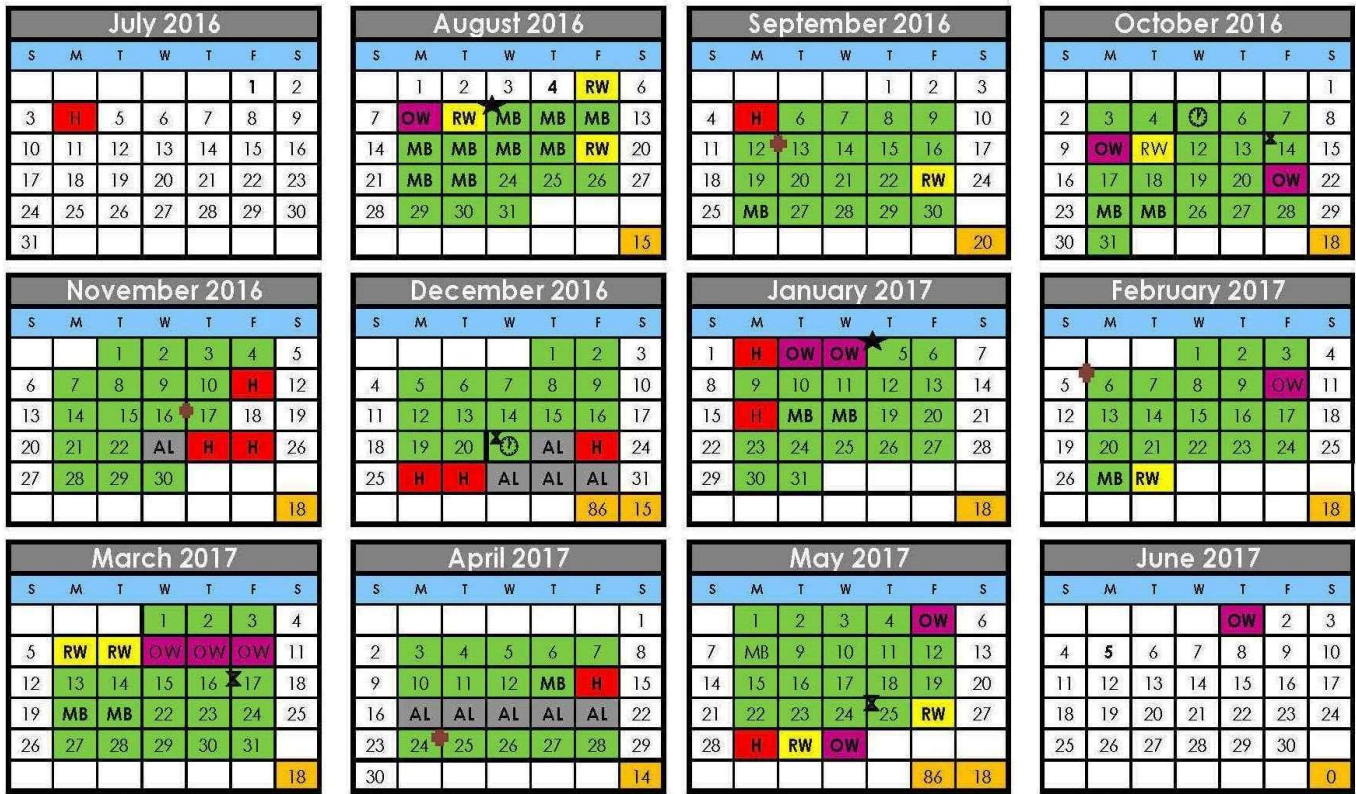 July 2016
S M T W T F S
1 2
3 H 5 6 7 8 9
10 11 12 13 14 15 16
17 18 19 20 21 22 23
24 25 26 27 28 29 30
31
August 2016
S M T W T F S
1 2 3 4 RW 6
7 OW RW MB MB MB 13
14 MB MB MB MB RW 20
21 MB MB 24 25 26 27
28 29 30 31
15
September 2016
S M T W T F S
1 2 3
4 H 6 7 8 9 10
11 12 13 14 15 16 17
18 19 20 21 22 RW 24
25 MB 27 28 29 30
20
October 2016
S M T W T F S
1
2 3 4 6 7 8
9 OW RW 12 13 14 15
16 17 18 19 20 OW 22
23 MB MB 26 27 28 29
30 31 18
November 2016
S M T W T F S
1 2 3 4 5
6 7 8 9 10 H 12
13 14 15 16 17 18 19
20 21 22 AL H H 26
27 28 29 30
18
December 2016
S M T W T F S
1 2 3
4 5 6 7 8 9 10
11 12 13 14 15 16 17
18 19 20 AL H 24
25 H H AL AL AL 31
86 15
January 2017
S M T W T F S
1 H OW OW 5 6 7
8 9 10 11 12 13 14
15 H MB MB 19 20 21
22 23 24 25 26 27 28
29 30 31
18
February 2017
S M T W T F S
1 2 3 4
5 6 7 8 9 OW 11
12 13 14 15 16 17 18
19 20 21 22 23 24 25
26 MB RW
18
March 2017
S M T W T F S
1 2 3 4
5 RW RW OW OW OW 11
12 13 14 15 16 17 18
19 MB MB 22 23 24 25
26 27 28 29 30 31
18
April 2017
S M T W T F S
1
2 3 4 5 6 7 8
9 10 11 12 MB H 15
16 AL AL AL AL AL 22
23 24 25 26 27 28 29
30 14
May 2017
S M T W T F S
1 2 3 4 OW 6
7 MB 9 10 11 12 13
14 15 16 17 18 19 20
21 22 23 24 25 RW 27
28 H RW OW
86 18
June 2017
S M T W T F S
OW 2 3
4 5 6 7 8 9 10
11 12 13 14 15 16 17
18 19 20 21 22 23 24
25 26 27 28 29 30
0